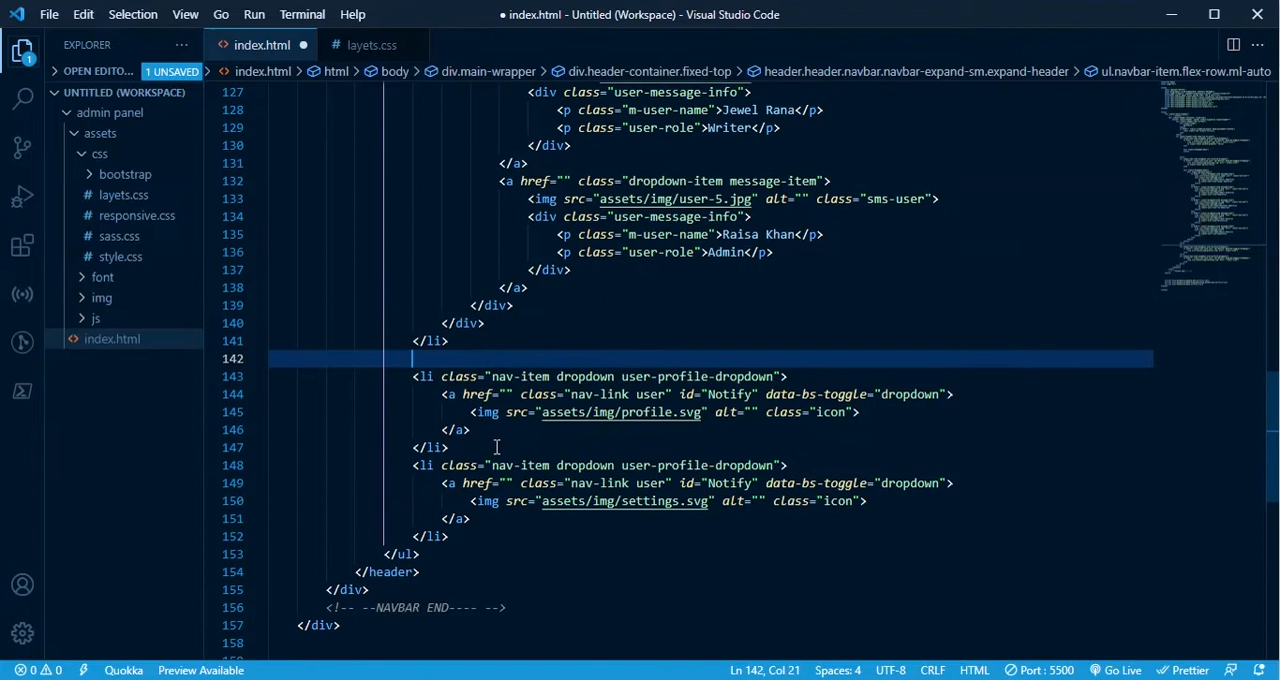 File Edit Selection View Go Run Terminal Help
● index.html - Untitled (Workspace) - Visual Studio Code
EXPLORER
index.html
# layets.css
OPEN EDITO... 1 UNSAVED
index.html > html > body > div.main-wrapper > div.header-container.fixed-top > header.header.navbar.navbar-expand-sm.expand-header > ul.navbar-item.flex-row.ml-auto
UNTITLED (WORKSPACE)
admin panel
assets
css
bootstrap
# layets.css
# responsive.css
# sass.css
# style.css
font
img
js
index.html
1
127 <div class="user-message-info">
128 <p class="m-user-name">Jewel Rana</p>
129 <p class="user-role">Writer</p>
130 </div>
131 </a>
132 <a href="" class="dropdown-item message-item">
133 <img src="assets/img/user-5.jpg" alt="" class="sms-user">
134 <div class="user-message-info">
135 <p class="m-user-name">Raisa Khan</p>
136 <p class="user-role">Admin</p>
137 </div>
138 </a>
139 </div>
140 </div>
141 </li>
142
143 <li class="nav-item dropdown user-profile-dropdown">
144 <a href="" class="nav-link user" id="Notify" data-bs-toggle="dropdown">
145 <img src="assets/img/profile.svg" alt="" class="icon">
146 </a>
147 </li>
148 <li class="nav-item dropdown user-profile-dropdown">
149 <a href="" class="nav-link user" id="Notify" data-bs-toggle="dropdown">
150 <img src="assets/img/settings.svg" alt="" class="icon">
151 </a>
152 </li>
153 </ul>
154 </header>
155 </div>
156 <!-- --NAVBAR END---- -->
157 </div>
158
0 0 Quokka Preview Available Ln 142, Col 21 Spaces: 4 UTF-8 CRLF HTML Port : 5500 Go Live Prettier